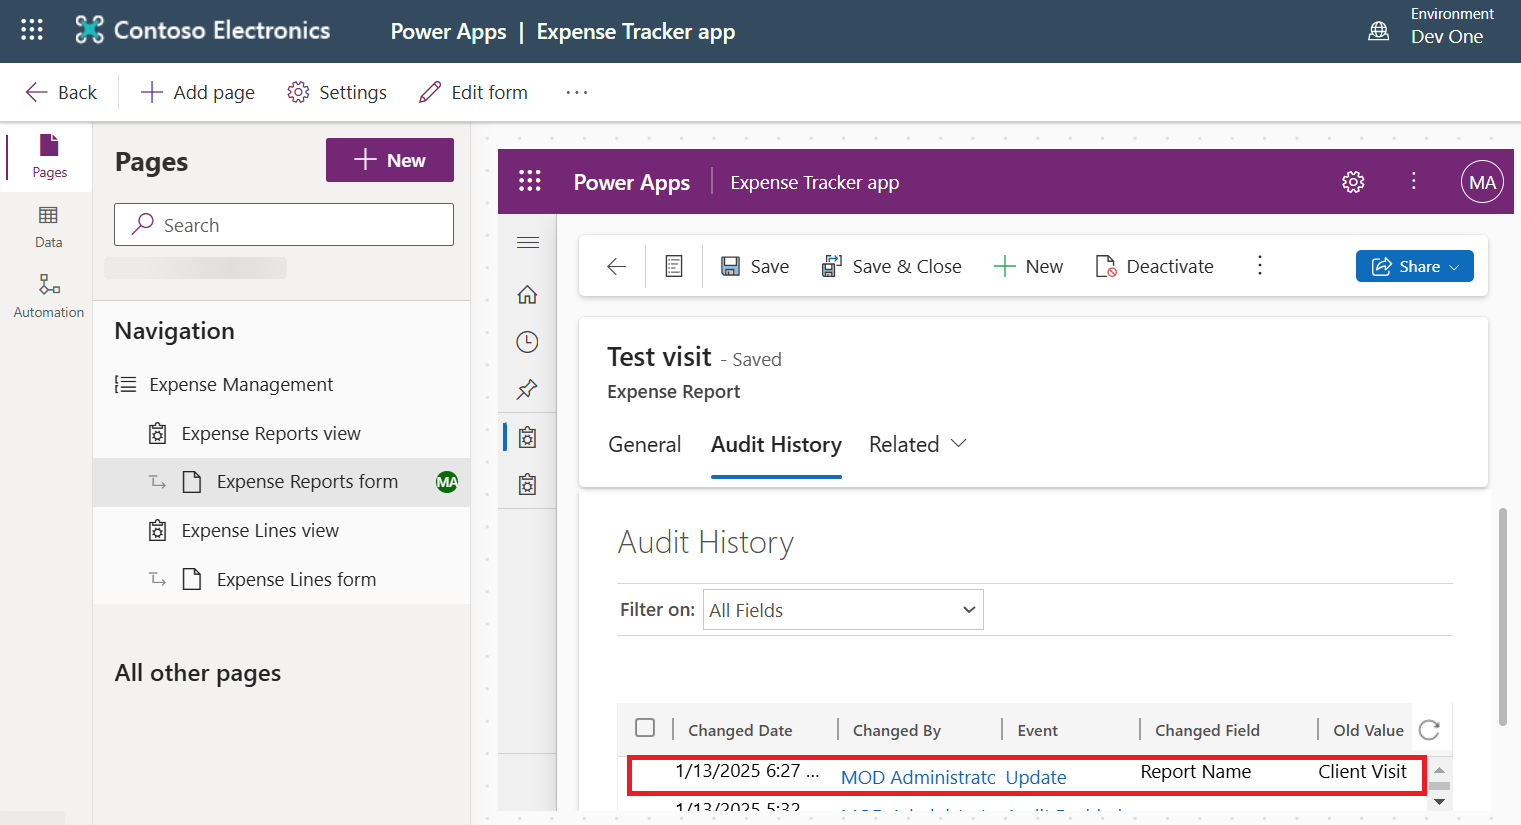 Contoso Electronics
Power Apps | Expense Tracker app
Environment
Dev One
Back
Add page
Settings
Edit form
...
Pages
Data
Automation
Pages
New
Search
Navigation
Expense Management
Expense Reports view
Expense Reports form
MA
Expense Lines view
Expense Lines form
All other pages
Power Apps
Expense Tracker app
MA
Save
Save & Close
New
Deactivate
Share
Test visit - Saved
Expense Report
General
Audit History
Related
Audit History
Filter on:
All Fields
Changed Date
Changed By
Event
Changed Field
Old Value
1/13/2025 6:27 ...
MOD Administratc
Update
Report Name
Client Visit
1/13/2025 5:32